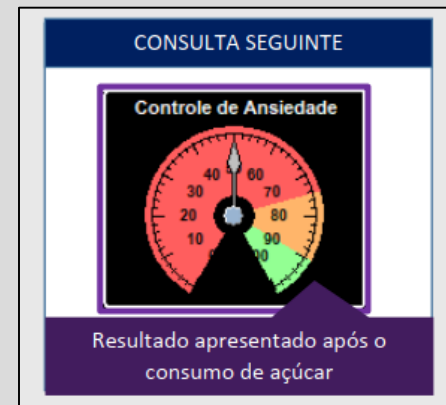 CONSULTA SEGUINTE
Controle de Ansiedade
40 60
30 70
20 80
10 90
Resultado apresentado após o
consumo de açúcar